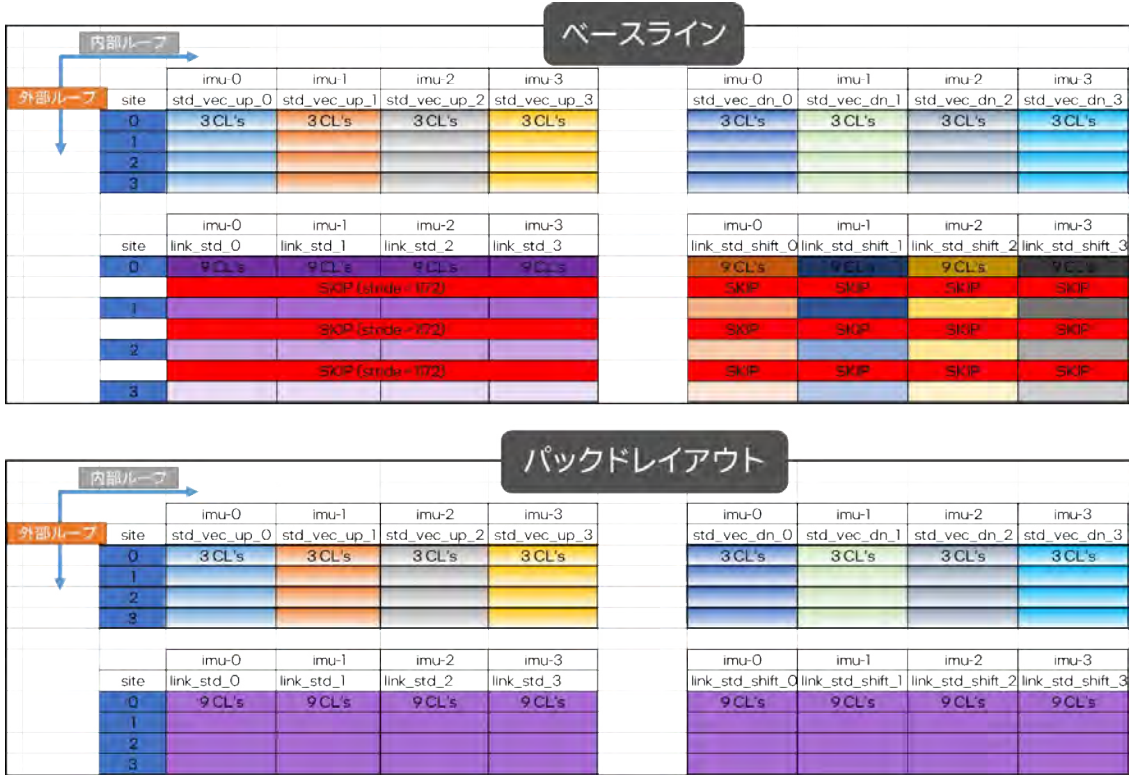 ベースライン
内部ループ
imu-0 imu-1 imu-2 imu-3 imu-0 imu-1 imu-2 imu-3
外部ループ site std_vec_up_0 std_vec_up_1 std_vec_up_2 std_vec_up_3 std_vec_dn_0 std_vec_dn_1 std_vec_dn_2 std_vec_dn_3
0 3 CL's 3 CL's 3 CL's 3 CL's 3 CL's 3 CL's 3 CL's 3 CL's
1
2
3
imu-0 imu-1 imu-2 imu-3 imu-0 imu-1 imu-2 imu-3
site link_std_0 link_std_1 link_std_2 link_std_3 link_std_shift_0 link_std_shift_1 link_std_shift_2 link_std_shift_3
0 9 CL's 9 CL's 9 CL's 9 CL's 9 CL's 9 CL's 9 CL's 9 CL's
SKIP (stride = 1172) SKIP SKIP SKIP SKIP
1
SKIP (stride = 1172) SKIP SKIP SKIP SKIP
2
SKIP (stride = 1172) SKIP SKIP SKIP SKIP
3
パックドレイアウト
内部ループ
imu-0 imu-1 imu-2 imu-3 imu-0 imu-1 imu-2 imu-3
外部ループ site std_vec_up_0 std_vec_up_1 std_vec_up_2 std_vec_up_3 std_vec_dn_0 std_vec_dn_1 std_vec_dn_2 std_vec_dn_3
0 3 CL's 3 CL's 3 CL's 3 CL's 3 CL's 3 CL's 3 CL's 3 CL's
1
2
3
imu-0 imu-1 imu-2 imu-3 imu-0 imu-1 imu-2 imu-3
site link_std_0 link_std_1 link_std_2 link_std_3 link_std_shift_0 link_std_shift_1 link_std_shift_2 link_std_shift_3
0 9 CL's 9 CL's 9 CL's 9 CL's 9 CL's 9 CL's 9 CL's 9 CL's
1
2
3